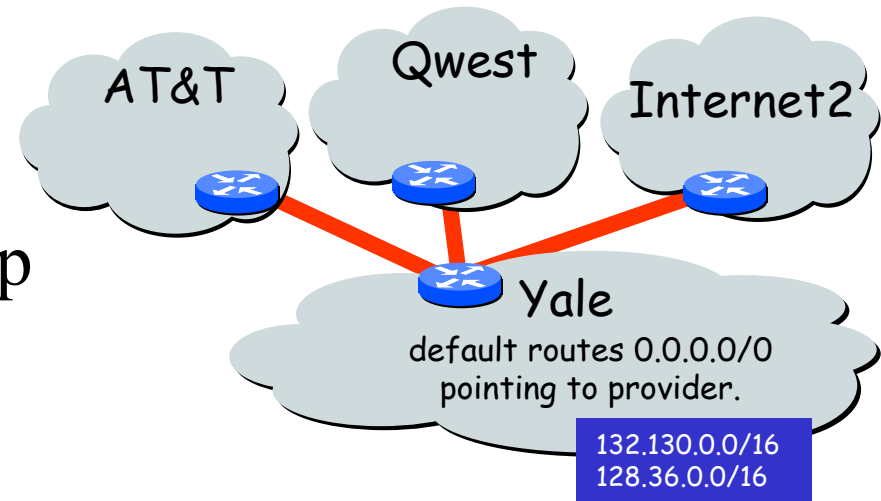 AT&T
Qwest
Internet2
p
Yale
default routes 0.0.0.0/0
pointing to provider.
132.130.0.0/16
128.36.0.0/16